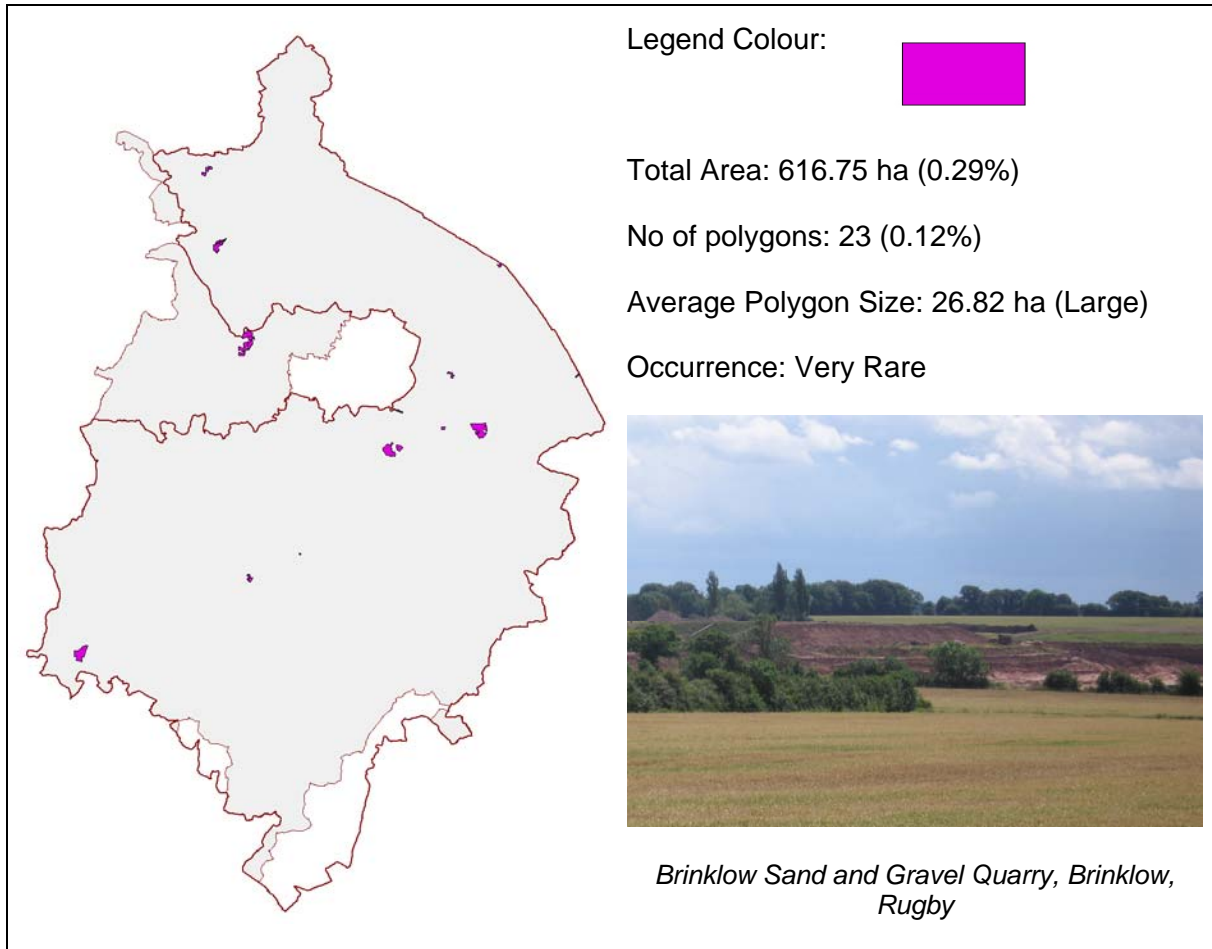 Legend Colour:
Total Area: 616.75 ha (0.29%)
No of polygons: 23 (0.12%)
Average Polygon Size: 26.82 ha (Large)
Occurrence: Very Rare
Brinklow Sand and Gravel Quarry, Brinklow,
Rugby